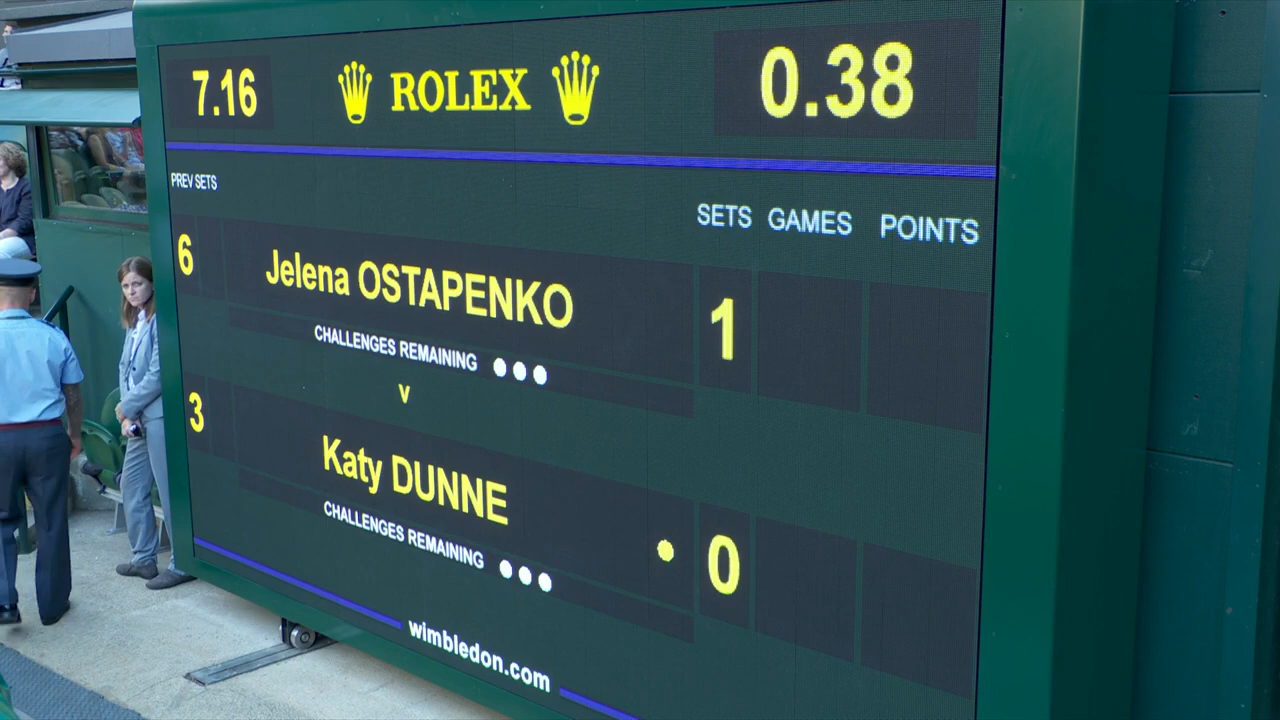 7.16 ROLEX 0.38
PREV SETS
SETS GAMES POINTS
6 Jelena OSTAPENKO 1
CHALLENGES REMAINING
v
3 Katy DUNNE 0
CHALLENGES REMAINING
wimbledon.com